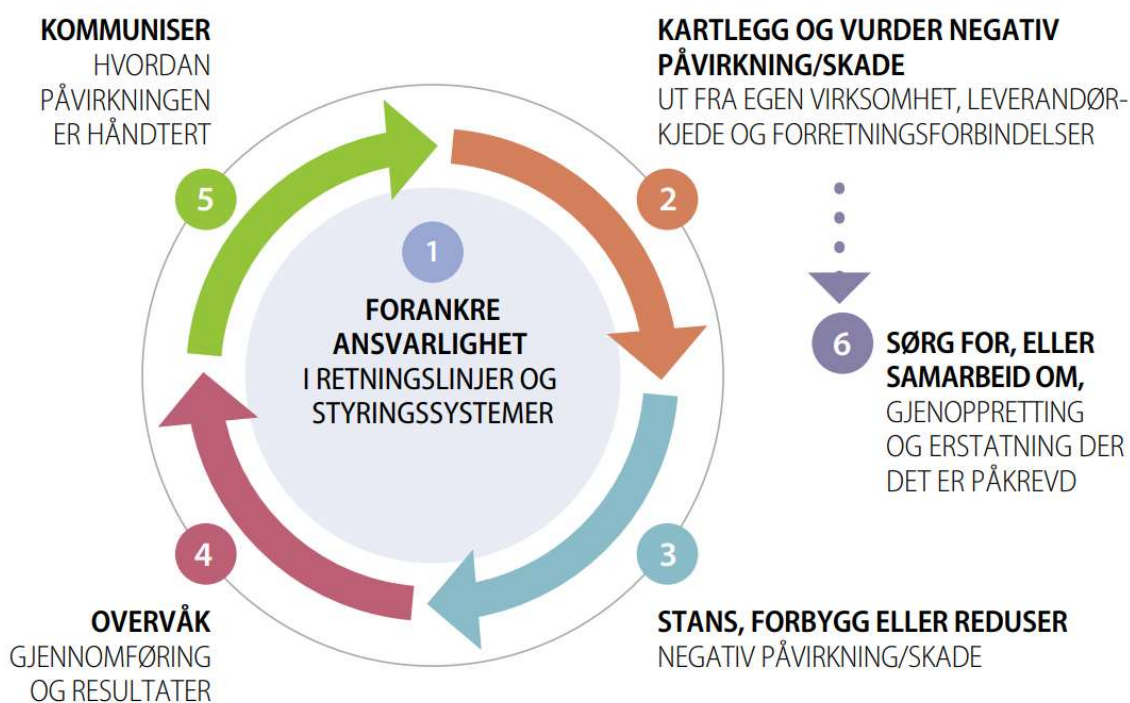 KOMMUNISER
HVORDAN
PÅVIRKNINGEN
ER HÅNDTERT
5
KARTLEGG OG VURDER NEGATIV
PÅVIRKNING/SKADE
UT FRA EGEN VIRKSOMHET, LEVERANDØR-
KJEDE OG FORRETNINGSFORBINDELSER
2
1
FORANKRE
ANSVARLIGHET
I RETNINGSLINJER OG
STYRINGSSYSTEMER
6
SØRG FOR, ELLER
SAMARBEID OM,
GJENOPPRETTING
OG ERSTATNING DER
DET ER PÅKREVD
4
OVERVÅK
GJENNOMFØRING
OG RESULTATER
3
STANS, FORBYGG ELLER REDUSER
NEGATIV PÅVIRKNING/SKADE